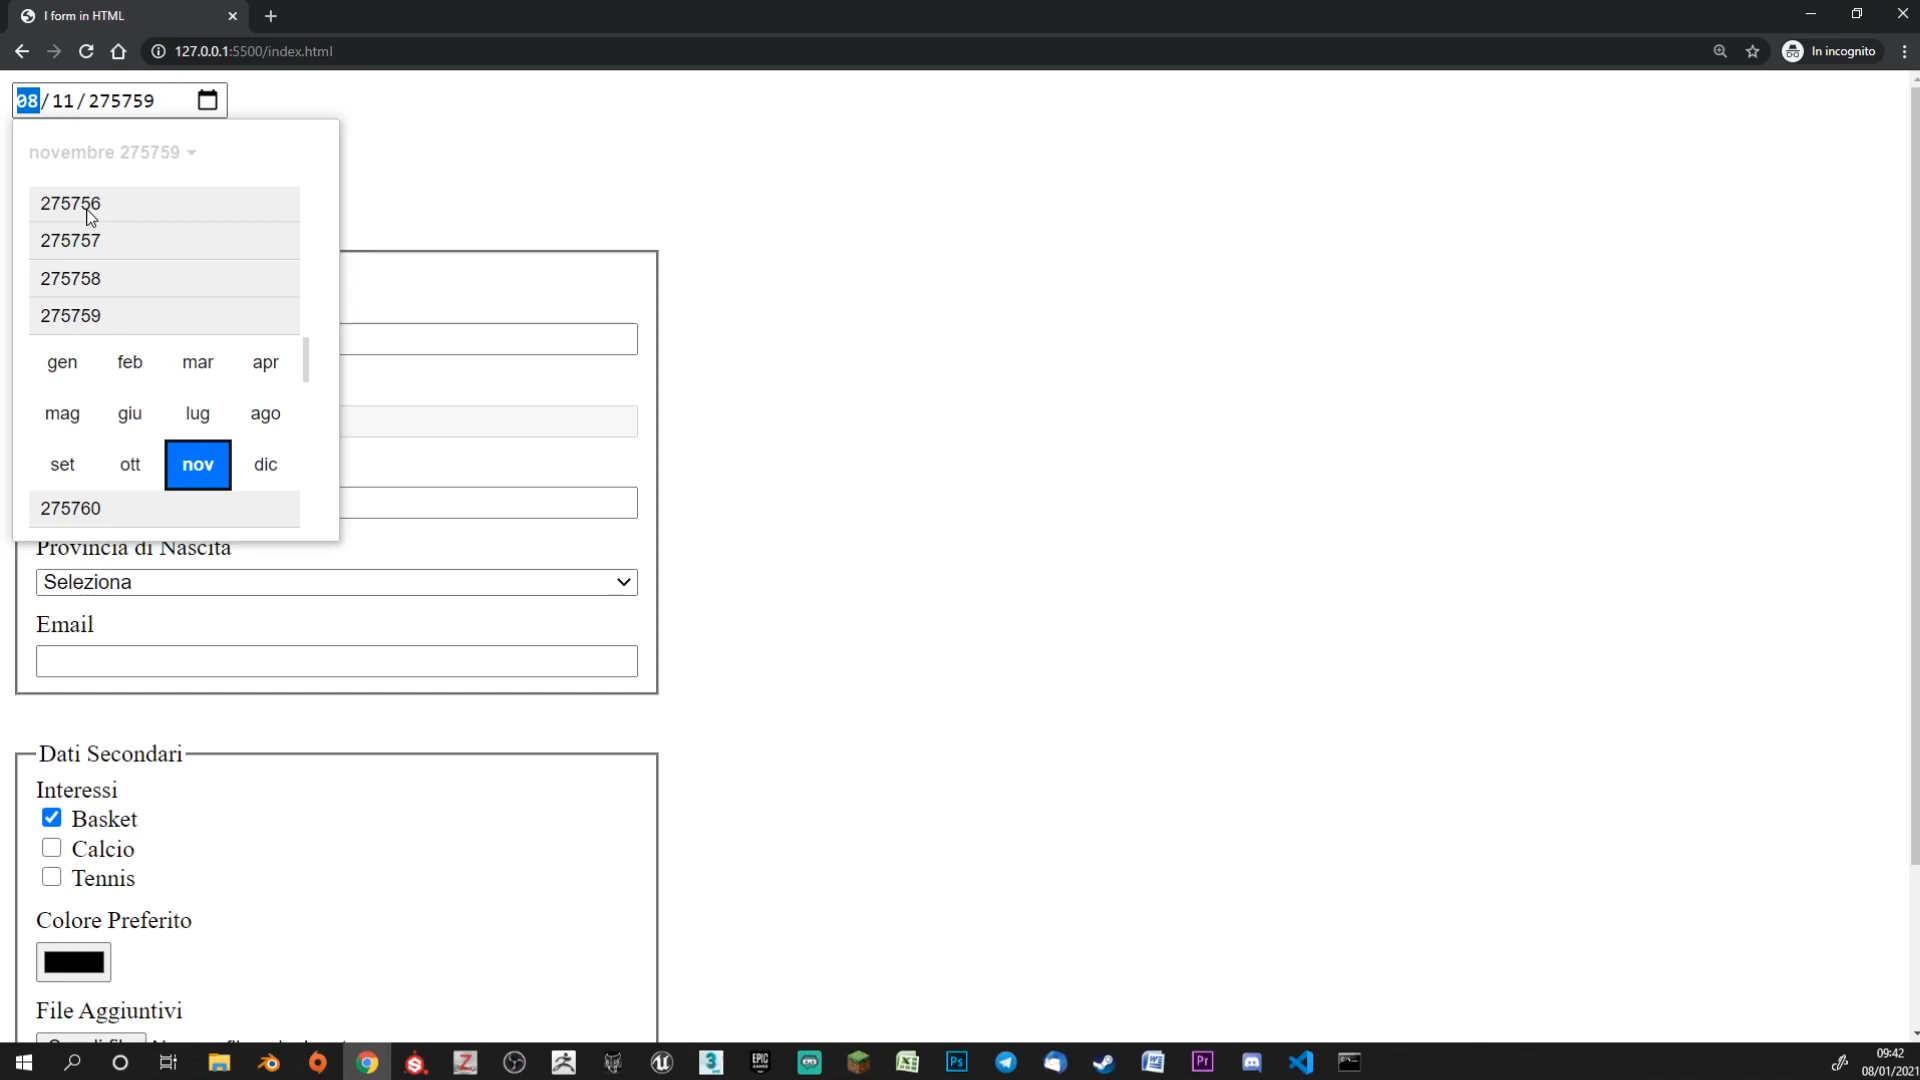 I form in HTML
127.0.0.1:5500/index.html
In incognito
08/11/275759
novembre 275759
275756
275757
275758
275759
gen feb mar apr
mag giu lug ago
set ott nov dic
275760
Provincia di Nascita
Seleziona
Email
Dati Secondari
Interessi
Basket
Calcio
Tennis
Colore Preferito
File Aggiuntivi
09:42
08/01/2021